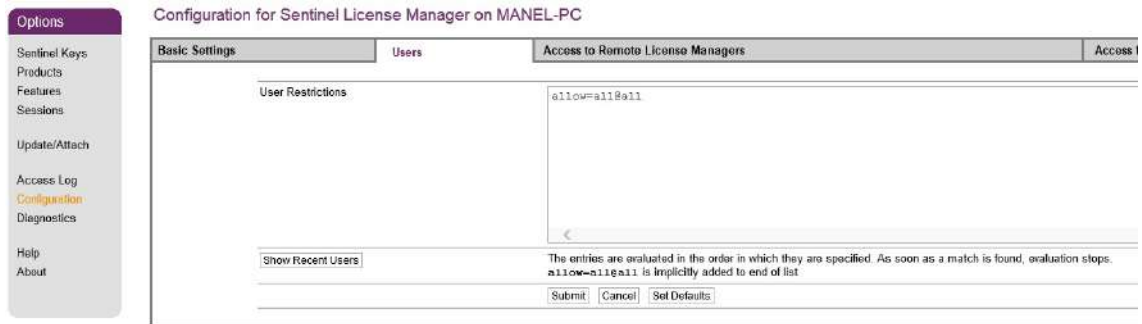 Configuration for Sentinel License Manager on MANEL-PC
Options
Sentinel Keys
Products
Features
Sessions
Update/Attach
Access Log
Configuration
Diagnostics
Help
About
Basic Settings
Users
Access to Remote License Managers
Access
User Restrictions
allow=all@all
Show Recent Users
The entries are evaluated in the order in which they are specified. As soon as a match is found, evaluation stops.
allow=all@all is implicitly added to end of list
Submit Cancel Set Defaults